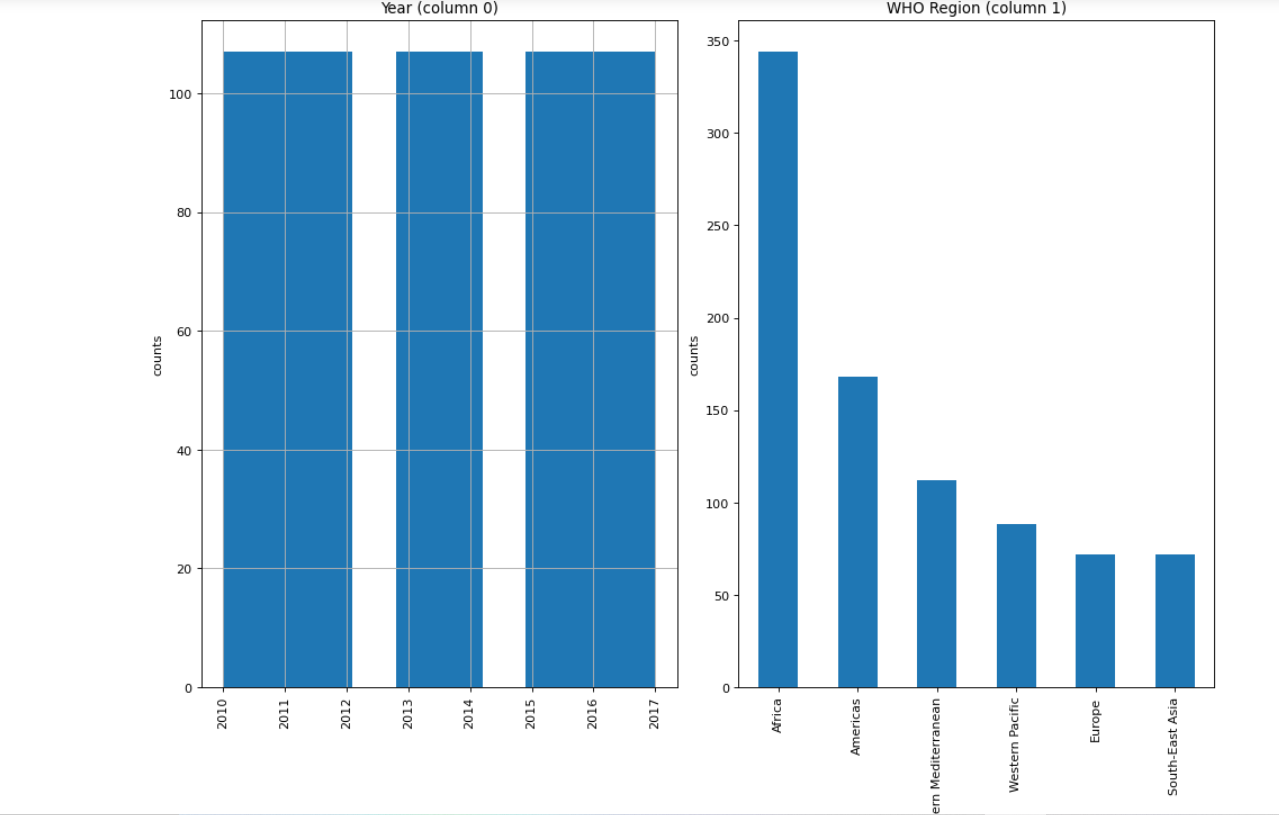 Year (column 0)
counts
100
80
60
40
20
0
2010
2011
2012
2013
2014
2015
2016
2017
WHO Region (column 1)
counts
350
300
250
200
150
100
50
0
Africa
Americas
ern Mediterranean
Western Pacific
Europe
South-East Asia